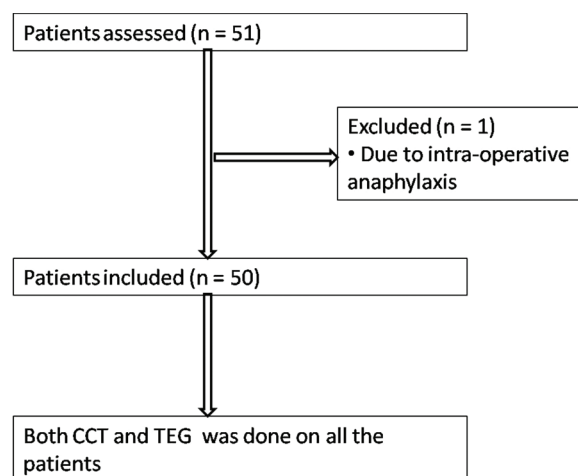 Patients assessed (n = 51)
Excluded (n = 1)
• Due to intra-operative
anaphylaxis
Patients included (n = 50)
Both CCT and TEG was done on all the
patients